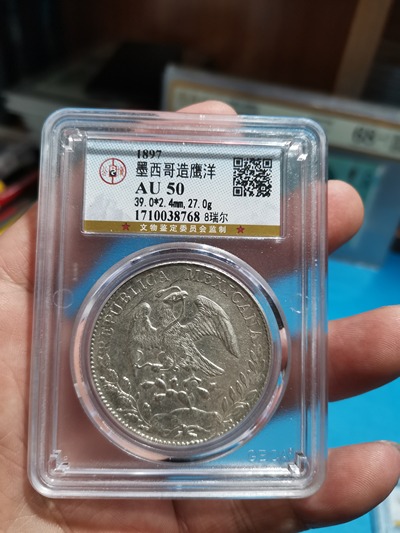 1897
墨西哥造鹰洋
AU 50
39.0*2.4mm,27.0g
1710038768 8瑞尔
★ 文物鉴定委员会监制 ★
REPUBLICA MEXICANA